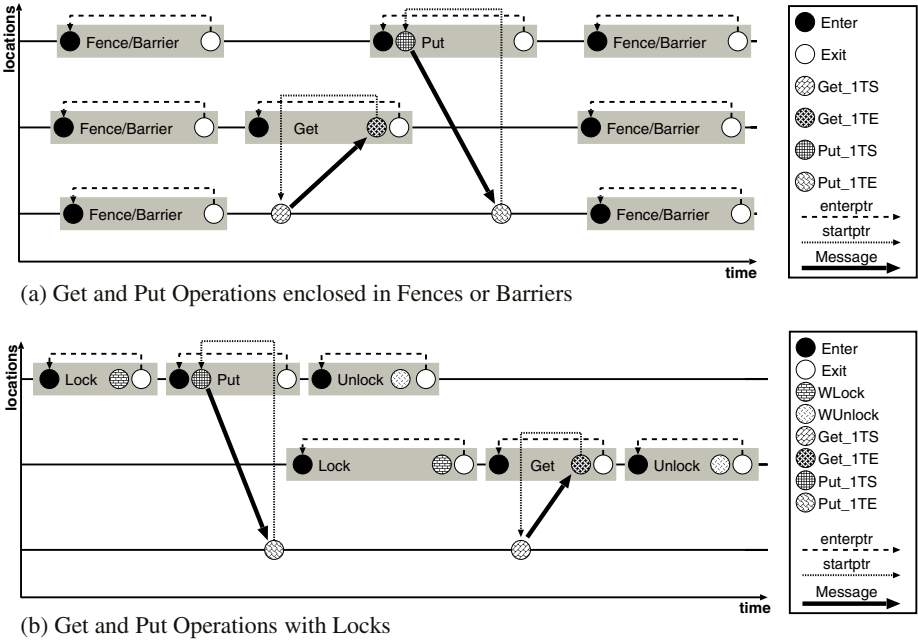 locations
Fence/Barrier
Put
Fence/Barrier
Fence/Barrier
Get
Fence/Barrier
Fence/Barrier
Fence/Barrier
time
Enter
Exit
Get_1TS
Get_1TE
Put_1TS
Put_1TE
enterptr
startptr
Message
(a) Get and Put Operations enclosed in Fences or Barriers
locations
Lock
Put
Unlock
Lock
Get
Unlock
time
Enter
Exit
WLock
WUnlock
Get_1TS
Get_1TE
Put_1TS
Put_1TE
enterptr
startptr
Message
(b) Get and Put Operations with Locks